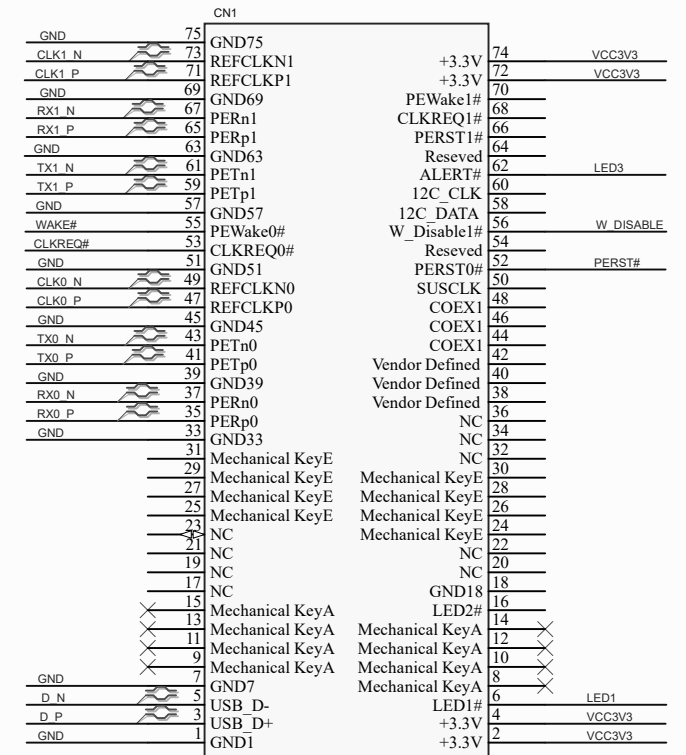 CN1
GND 75 GND75
CLK1_N 73 REFCLKN1 +3.3V 74 VCC3V3
CLK1_P 71 REFCLKP1 +3.3V 72 VCC3V3
GND 69 GND69 PEWake1# 70
RX1_N 67 PERn1 CLKREQ1# 68
RX1_P 65 PERp1 PERST1# 66
GND 63 GND63 Reseved 64
TX1_N 61 PETn1 ALERT# 62 LED3
TX1_P 59 PETp1 12C_CLK 60
GND 57 GND57 12C_DATA 58
WAKE# 55 PEWake0# W_Disable1# 56 W_DISABLE
CLKREQ# 53 CLKREQ0# Reseved 54
GND 51 GND51 PERST0# 52 PERST#
CLK0_N 49 REFCLKN0 SUSCLK 50
CLK0_P 47 REFCLKP0 COEX1 48
GND 45 GND45 COEX1 46
TX0_N 43 PETn0 COEX1 44
TX0_P 41 PETp0 Vendor Defined 42
GND 39 GND39 Vendor Defined 40
RX0_N 37 PERn0 Vendor Defined 38
RX0_P 35 PERp0 NC 36
GND 33 GND33 NC 34
31 Mechanical KeyE NC 32
29 Mechanical KeyE Mechanical KeyE 30
27 Mechanical KeyE Mechanical KeyE 28
25 Mechanical KeyE Mechanical KeyE 26
23 NC Mechanical KeyE 24
21 NC NC 22
19 NC NC 20
17 NC GND18 18
15 Mechanical KeyA LED2# 16
13 Mechanical KeyA Mechanical KeyA 14
11 Mechanical KeyA Mechanical KeyA 12
9 Mechanical KeyA Mechanical KeyA 10
GND 7 GND7 Mechanical KeyA 8
D_N 5 USB_D- LED1# 6 LED1
D_P 3 USB_D+ +3.3V 4 VCC3V3
GND 1 GND1 +3.3V 2 VCC3V3